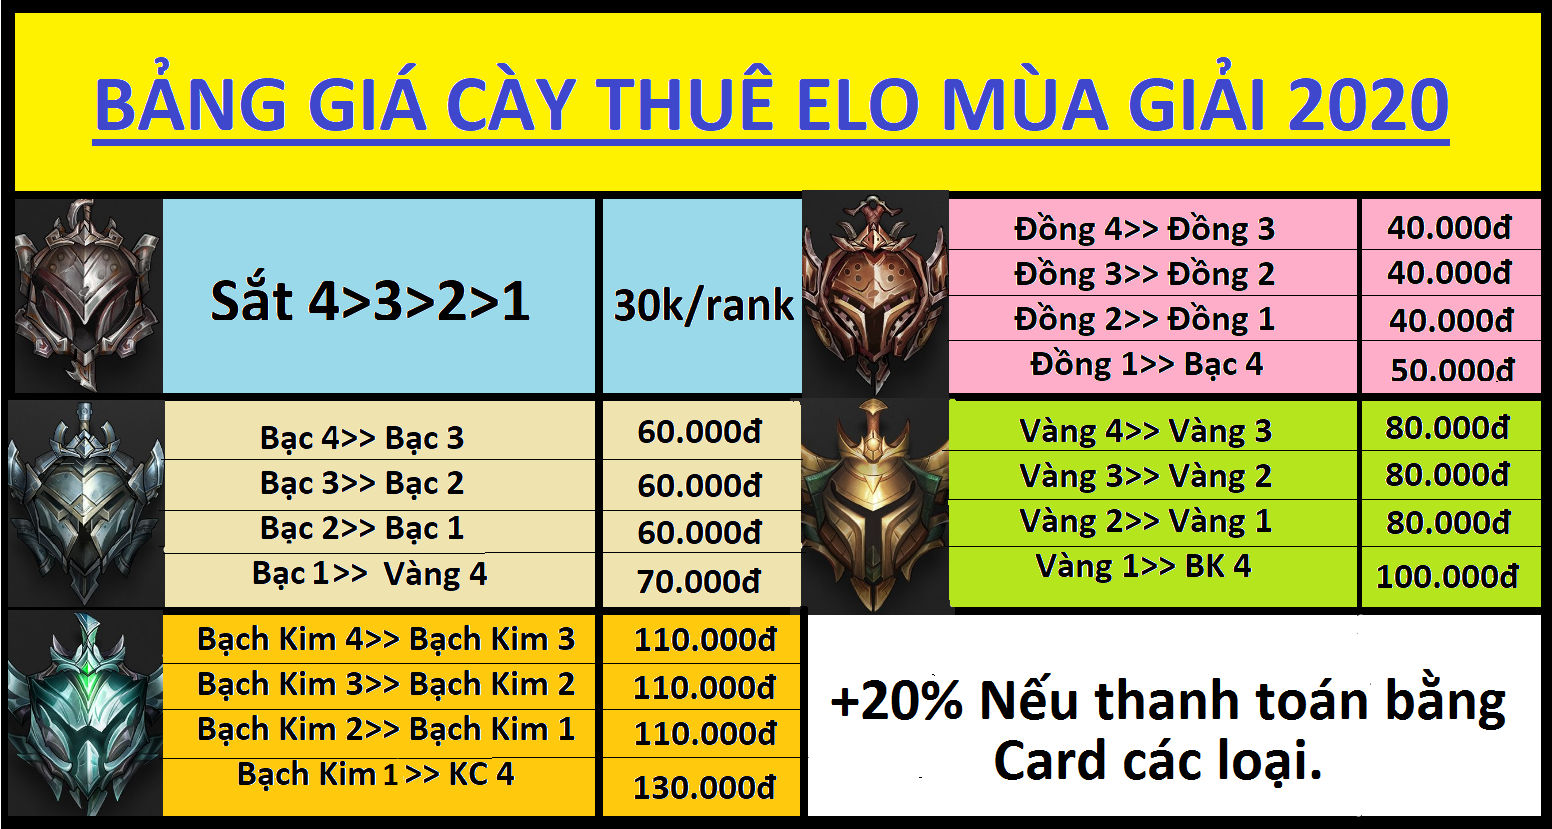 BẢNG GIÁ CÀY THUÊ ELO MÙA GIẢI 2020
Sắt 4>3>2>1
30k/rank
Đồng 4>> Đồng 3
40.000đ
Đồng 3>> Đồng 2
40.000đ
Đồng 2>> Đồng 1
40.000đ
Đồng 1>> Bạc 4
50.000đ
Bạc 4>> Bạc 3
60.000đ
Bạc 3>> Bạc 2
60.000đ
Bạc 2>> Bạc 1
60.000đ
Bạc 1>> Vàng 4
70.000đ
Vàng 4>> Vàng 3
80.000đ
Vàng 3>> Vàng 2
80.000đ
Vàng 2>> Vàng 1
80.000đ
Vàng 1>> BK 4
100.000đ
Bạch Kim 4>> Bạch Kim 3
110.000đ
Bạch Kim 3>> Bạch Kim 2
110.000đ
Bạch Kim 2>> Bạch Kim 1
110.000đ
Bạch Kim 1 >> KC 4
130.000đ
+20% Nếu thanh toán bằng
Card các loại.